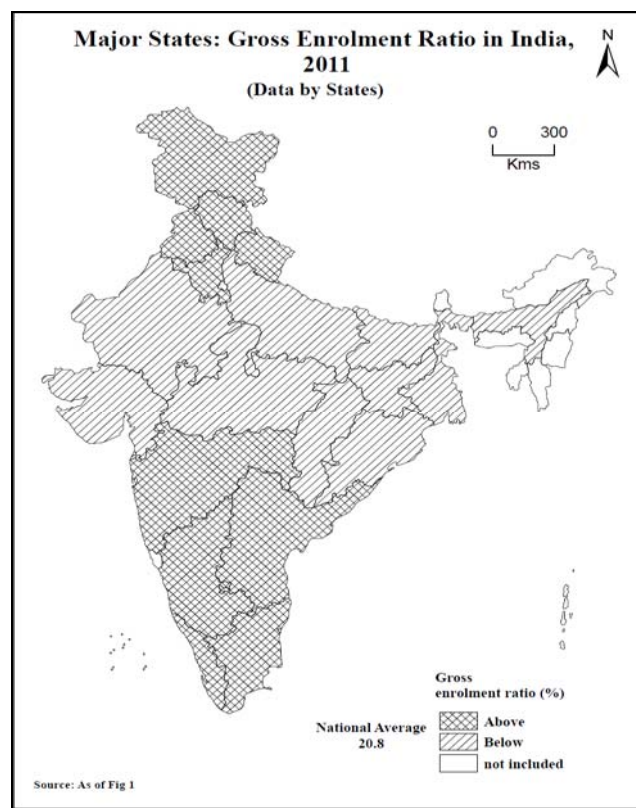 Major States: Gross Enrolment Ratio in India,
2011
(Data by States)
N
0 300
Kms
Gross
enrolment ratio (%)
National Average
20.8
Above
Below
not included
Source: As of Fig 1